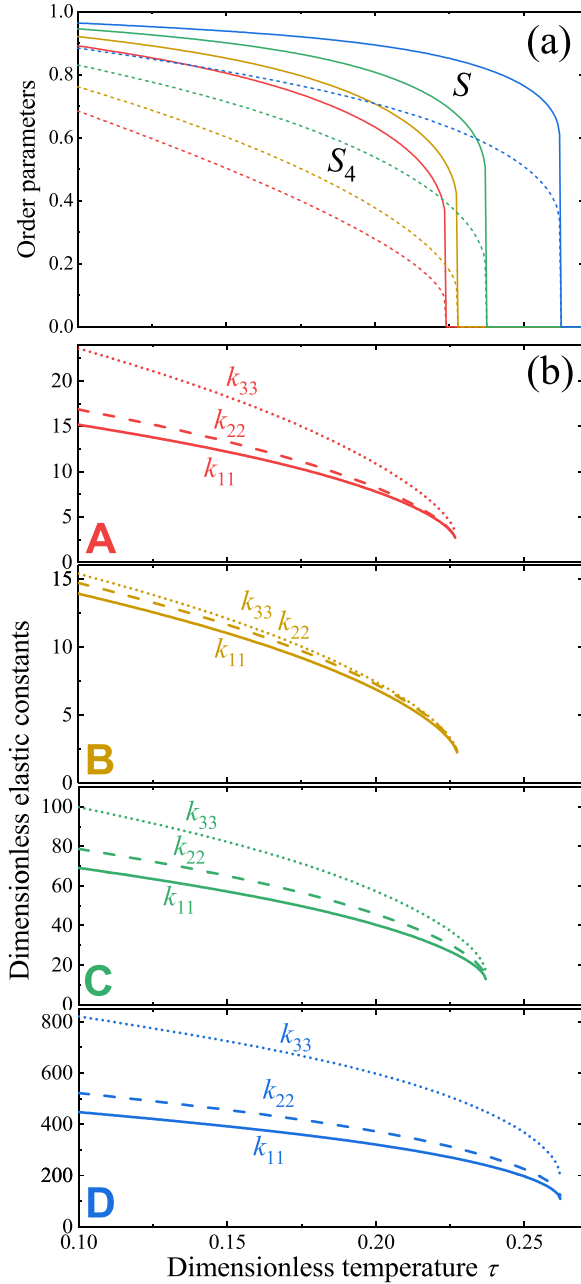 (a)
Order parameters
1.0
0.8
0.6
0.4
0.2
0.0
S
S4
(b)
Dimensionless elastic constants
20
15
10
5
0
k33
k22
k11
A
15
10
5
0
k33 k22
k11
B
100
80
60
40
20
0
k33
k22
k11
C
800
600
400
200
0
k33
k22
k11
D
0.10 0.15 0.20 0.25
Dimensionless temperature τ